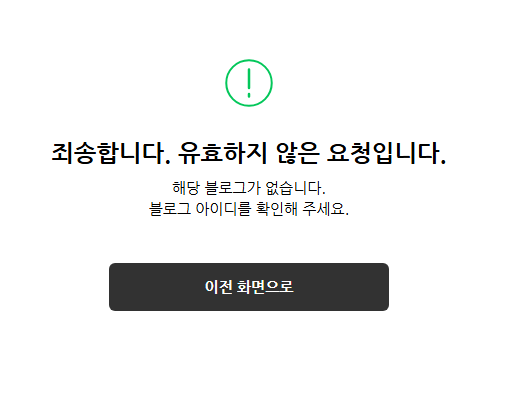 죄송합니다. 유효하지 않은 요청입니다.
해당 블로그가 없습니다.
블로그 아이디를 확인해 주세요.
이전 화면으로